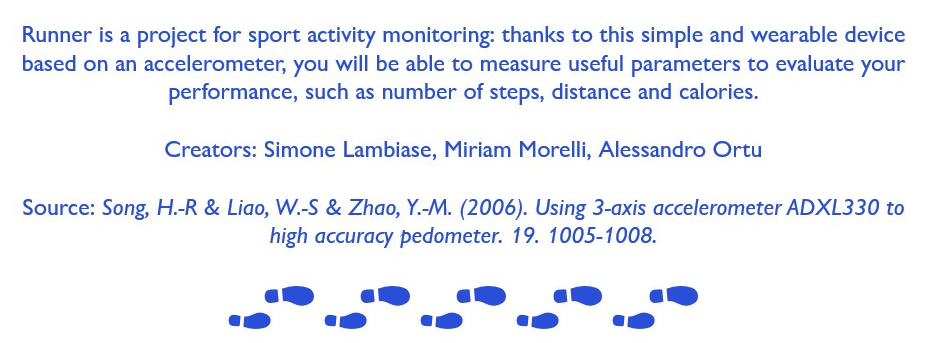 Runner is a project for sport activity monitoring: thanks to this simple and wearable device
based on an accelerometer, you will be able to measure useful parameters to evaluate your
performance, such as number of steps, distance and calories.
Creators: Simone Lambiase, Miriam Morelli, Alessandro Ortu
Source: Song, H.-R & Liao, W.-S & Zhao, Y.-M. (2006). Using 3-axis accelerometer ADXL330 to
high accuracy pedometer. 19. 1005-1008.